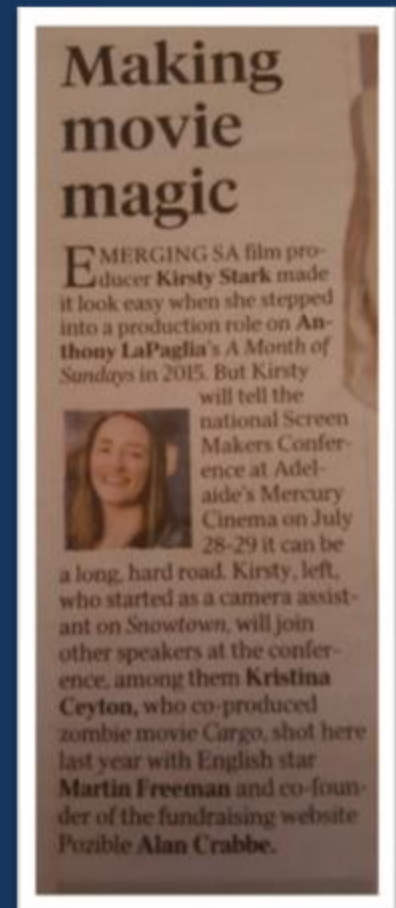 Making
movie
magic
EMERGING SA film pro-
ducer Kirsty Stark made
it look easy when she stepped
into a production role on An-
thony LaPaglia's A Month of
Sundays in 2015. But Kirsty
will tell the
national Screen
Makers Confer-
ence at Adel-
aide's Mercury
Cinema on July
28-29 it can be
a long, hard road. Kirsty, left,
who started as a camera assist-
ant on Snowtown, will join
other speakers at the confer-
ence, among them Kristina
Ceyton, who co-produced
zombie movie Cargo, shot here
last year with English star
Martin Freeman and co-foun-
der of the fundraising website
Pozible Alan Crabbe.